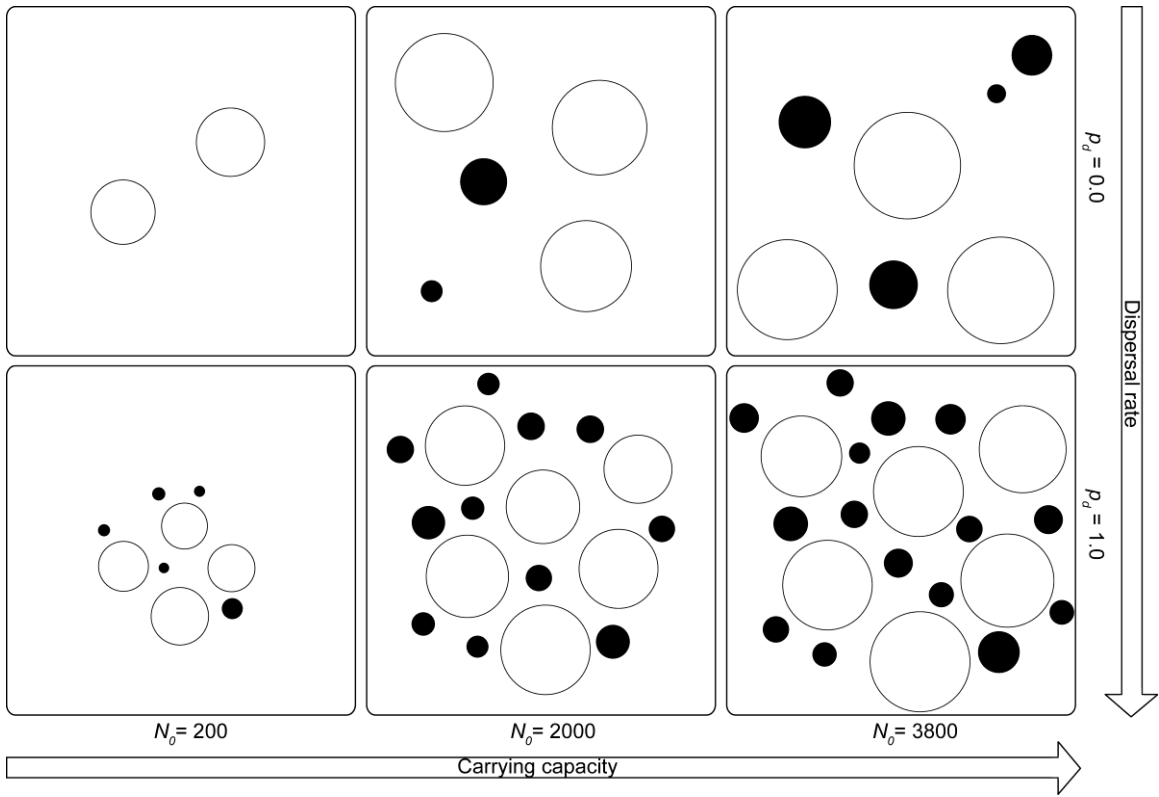 p_d = 0.0
Dispersal rate
p_d = 1.0
N_0= 200
N_0= 2000
N_0= 3800
Carrying capacity